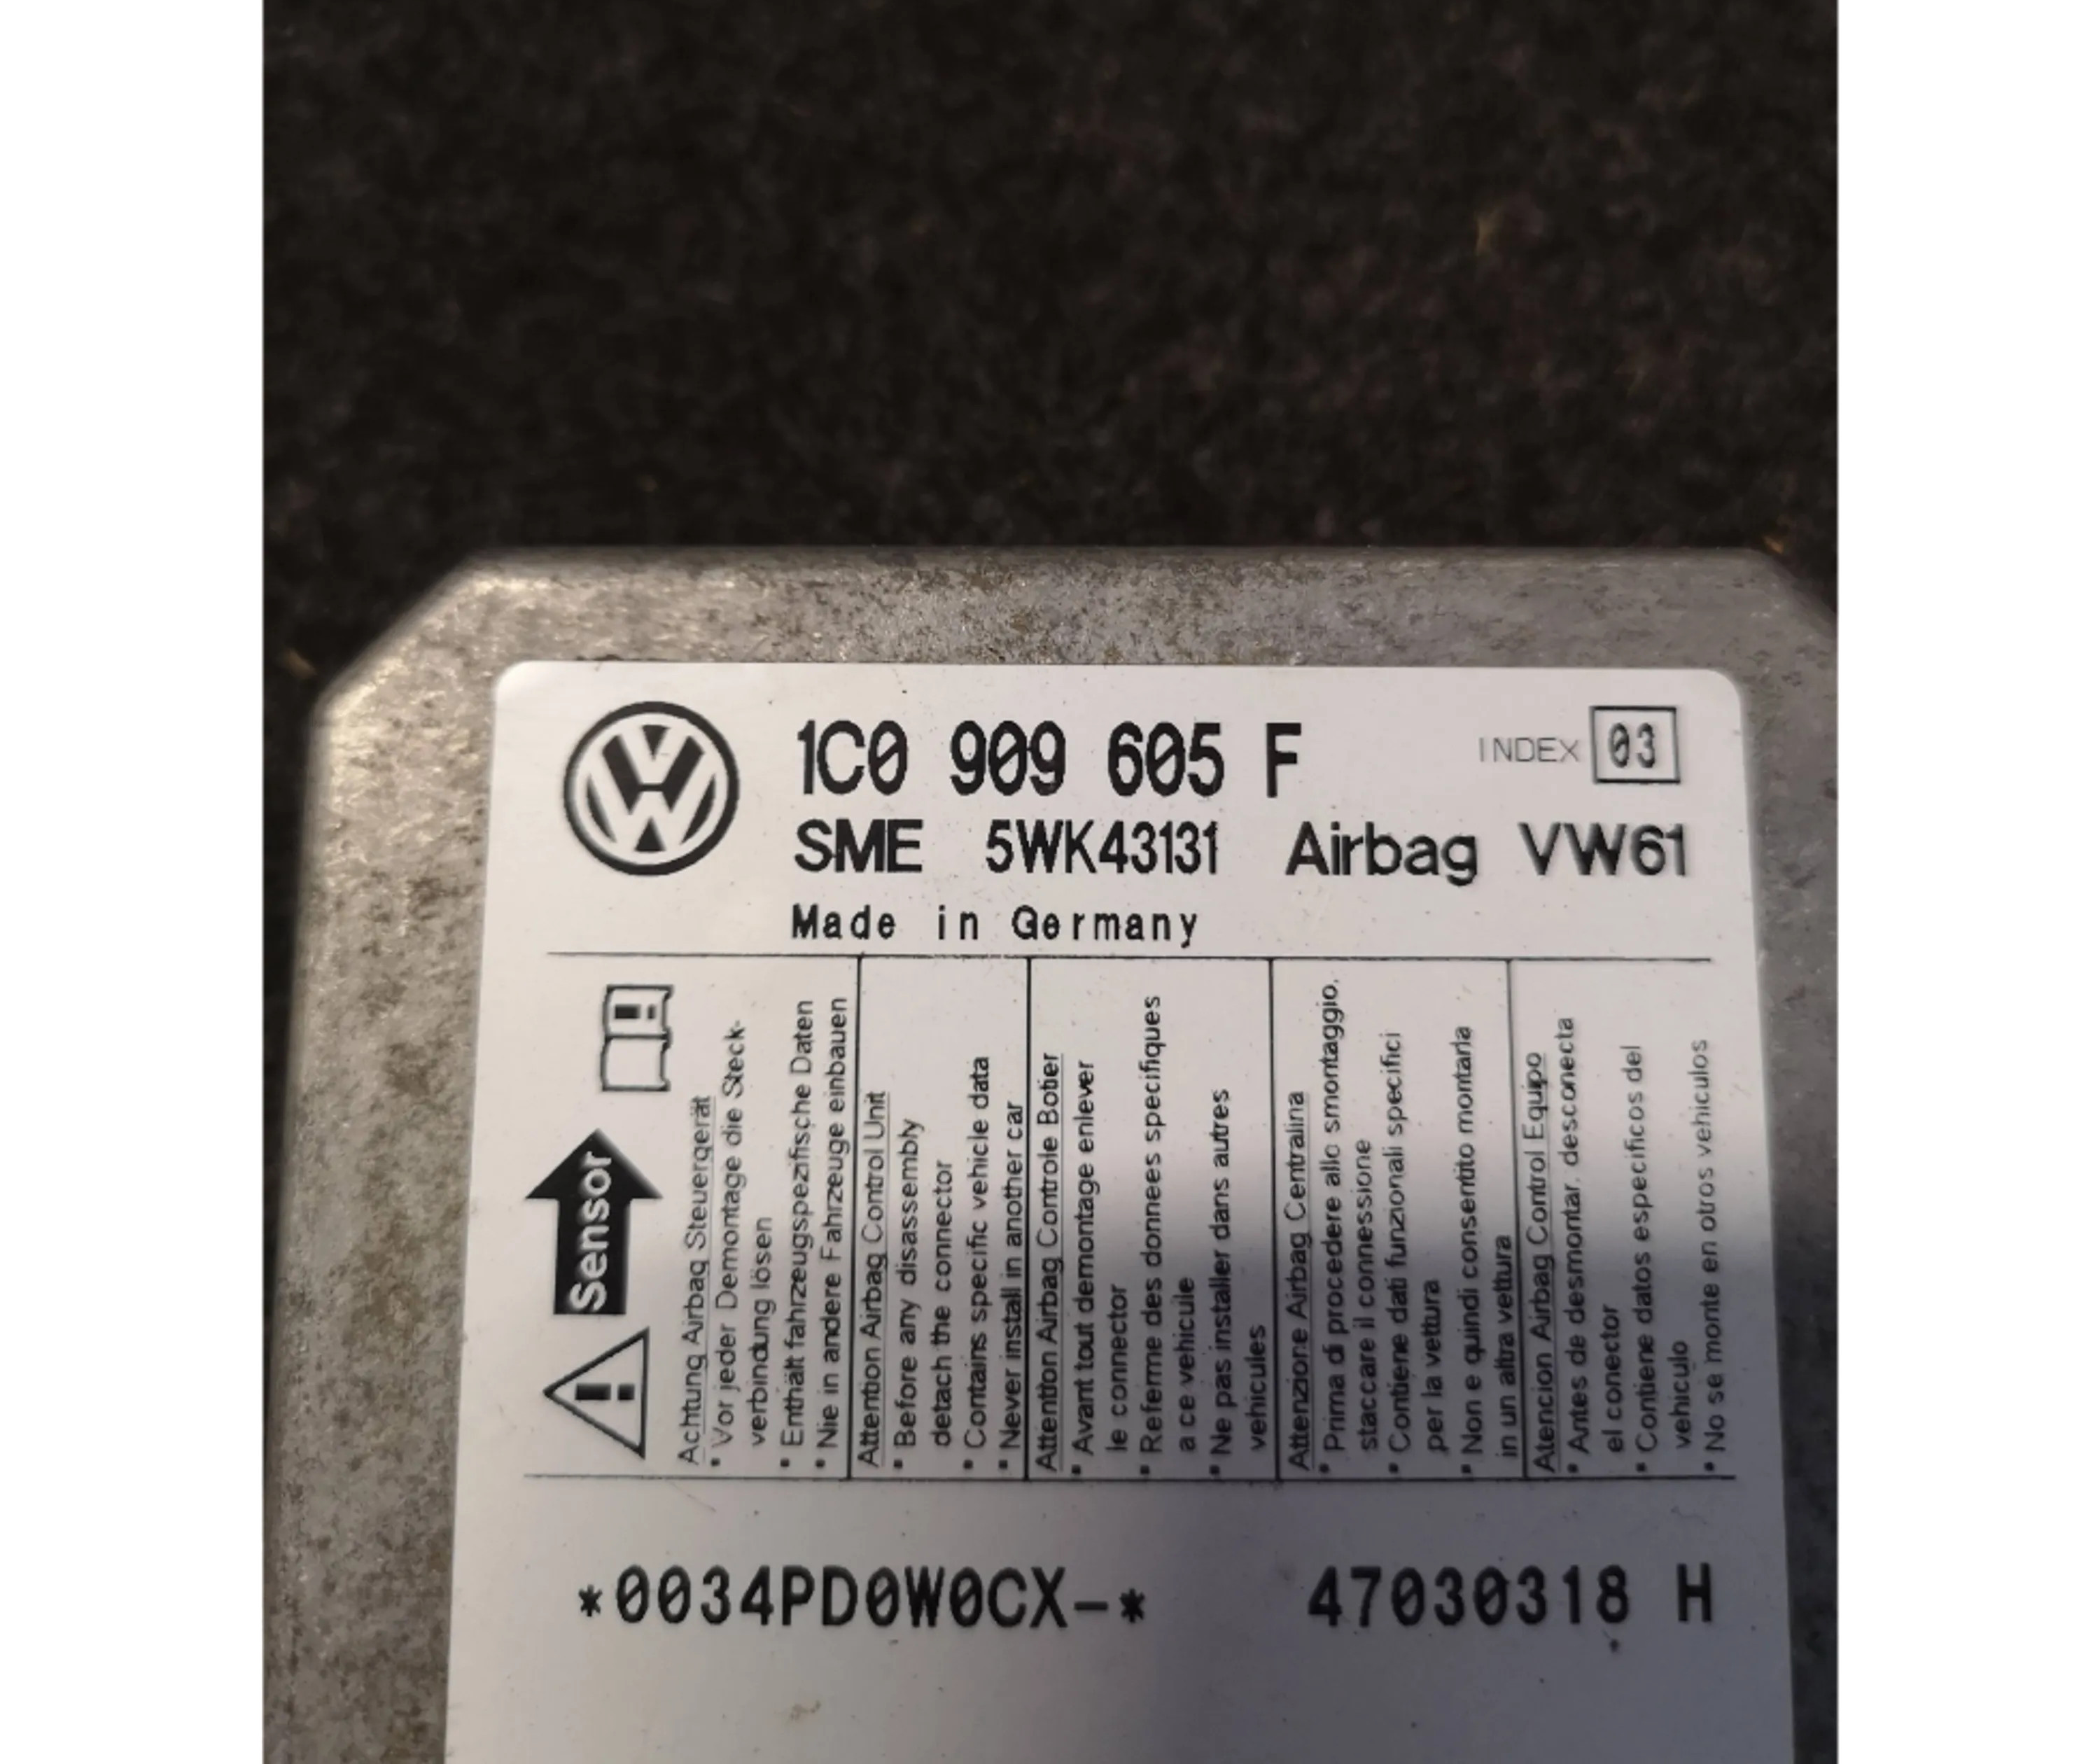 1C0 909 605 F INDEX 03
SME 5WK43131 Airbag VW61
Made in Germany
Sensor
Achtung Airbag Steuergerät
• Vor jeder Demontage die Steck-
verbindung lösen
• Enthält fahrzeugspezifische Daten
• Nie in andere Fahrzeuge einbauen
Attention Airbag Control Unit
• Before any disassembly
detach the connector
• Contains specific vehicle data
• Never install in another car
Attention Airbag Controle Botier
• Avant tout demontage enlever
le connector
• Referme des donnees specifiques
a ce vehicule
• Ne pas installer dans autres
vehicules
Attenzione Airbag Centralina
• Prima di procedere allo smontaggio.
staccare il connessione
• Contiene dati funzionali specifici
per la vettura
• Non e quindi consentito montarla
in un altra vettura
Atencion Airbag Control Equipo
• Antes de desmontar. desconecta
el conector
• Contiene datos especificos del
vehiculo
• No se monte en otros vehiculos
*0034PD0W0CX-* 47030318 H